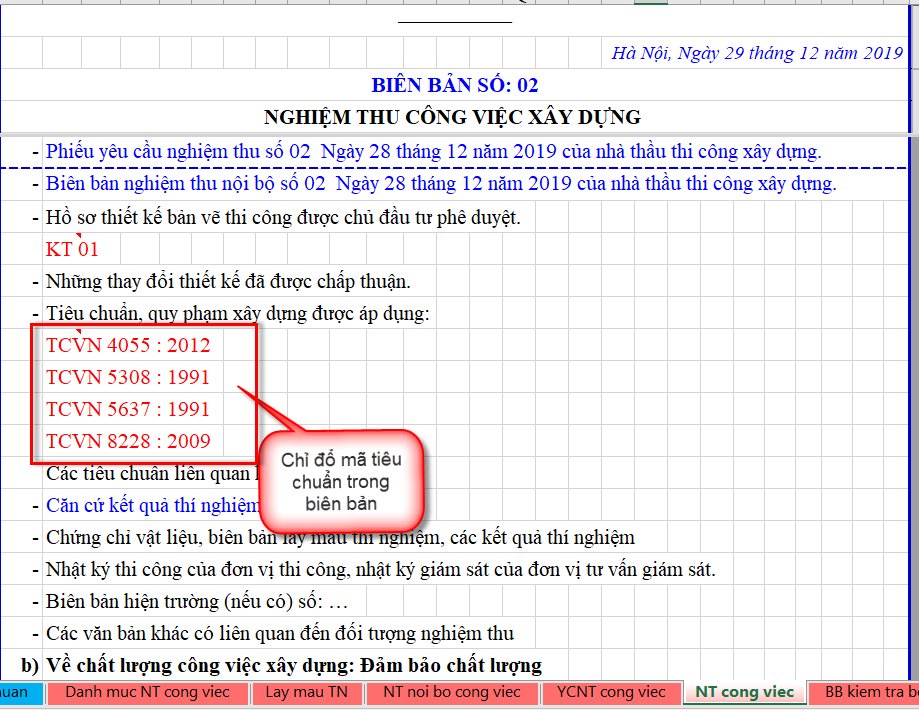 Hà Nội, Ngày 29 tháng 12 năm 2019
BIÊN BẢN SỐ: 02
NGHIỆM THU CÔNG VIỆC XÂY DỰNG
- Phiếu yêu cầu nghiệm thu số 02 Ngày 28 tháng 12 năm 2019 của nhà thầu thi công xây dựng.
- Biên bản nghiệm thu nội bộ số 02 Ngày 28 tháng 12 năm 2019 của nhà thầu thi công xây dựng.
- Hồ sơ thiết kế bản vẽ thi công được chủ đầu tư phê duyệt.
KT 01
- Những thay đổi thiết kế đã được chấp thuận.
- Tiêu chuẩn, quy phạm xây dựng được áp dụng:
TCVN 4055 : 2012
TCVN 5308 : 1991
TCVN 5637 : 1991
TCVN 8228 : 2009
Chỉ đổ mã tiêu
chuẩn trong
biên bản
Các tiêu chuẩn liên quan
- Căn cứ kết quả thí nghiệm
- Chứng chỉ vật liệu, biên bản lấy mẫu thí nghiệm, các kết quả thí nghiệm
- Nhật ký thi công của đơn vị thi công, nhật ký giám sát của đơn vị tư vấn giám sát.
- Biên bản hiện trường (nếu có) số: …
- Các văn bản khác có liên quan đến đối tượng nghiệm thu
b) Về chất lượng công việc xây dựng: Đảm bảo chất lượng
uan Danh muc NT cong viec Lay mau TN NT noi bo cong viec YCNT cong viec NT cong viec BB kiem tra